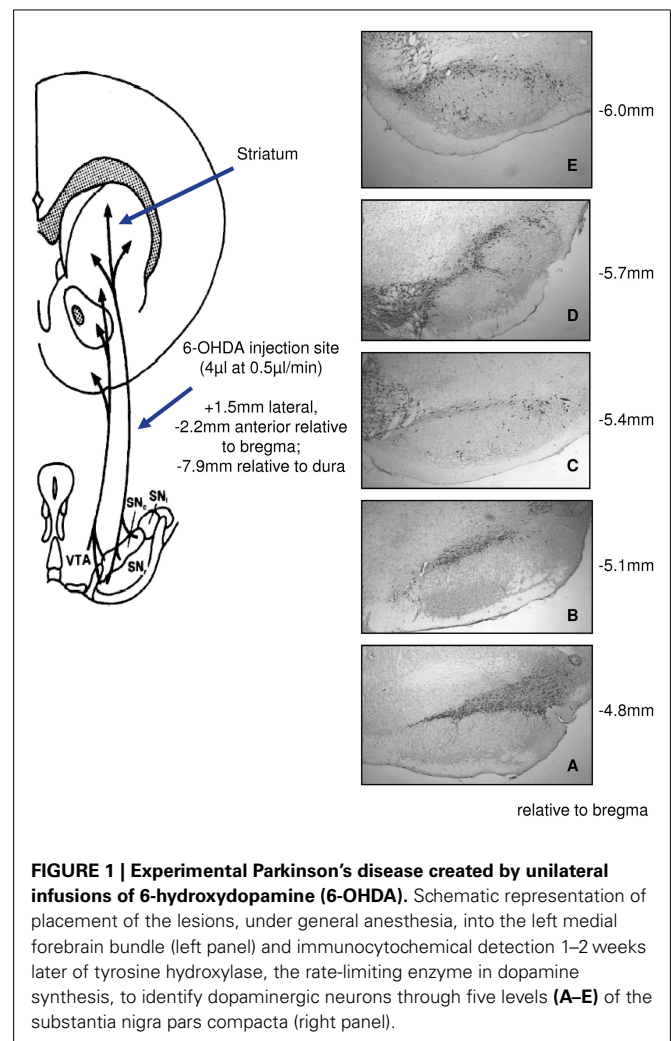 Striatum
6-OHDA injection site
(4µl at 0.5µl/min)
+1.5mm lateral,
-2.2mm anterior relative
to bregma;
-7.9mm relative to dura
VTA
SNc
SNl
SNr
E
-6.0mm
D
-5.7mm
C
-5.4mm
B
-5.1mm
A
-4.8mm
relative to bregma
FIGURE 1 | Experimental Parkinson's disease created by unilateral
infusions of 6-hydroxydopamine (6-OHDA). Schematic representation of
placement of the lesions, under general anesthesia, into the left medial
forebrain bundle (left panel) and immunocytochemical detection 1–2 weeks
later of tyrosine hydroxylase, the rate-limiting enzyme in dopamine
synthesis, to identify dopaminergic neurons through five levels (A–E) of the
substantia nigra pars compacta (right panel).